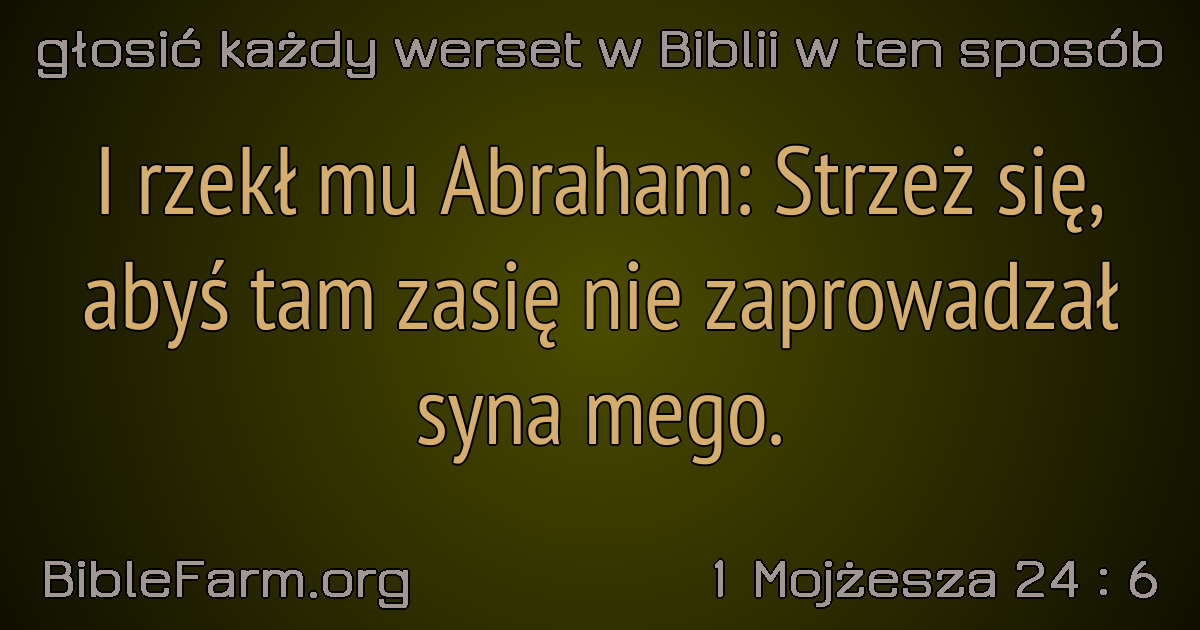 głosić każdy werset w Biblii w ten sposób
I rzekł mu Abraham: Strzeż się,
abyś tam zasię nie zaprowadzał
syna mego.
BibleFarm.org
1 Mojżesza 24 : 6